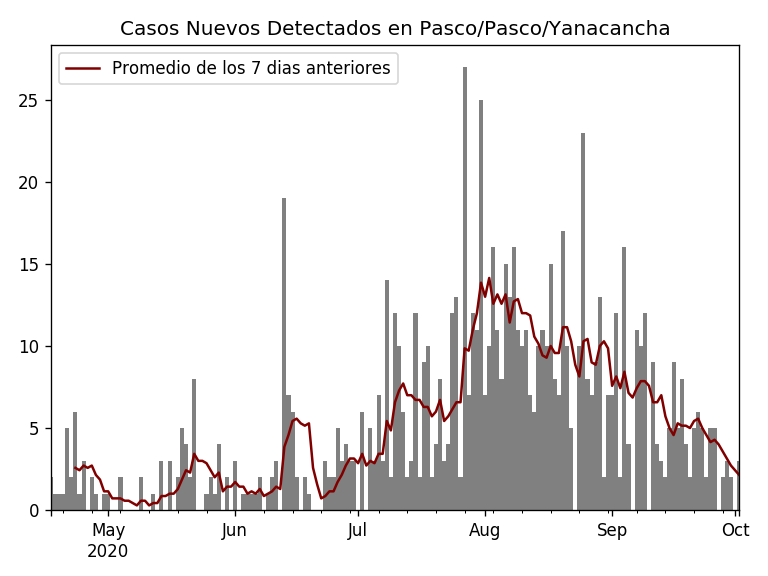 Casos Nuevos Detectados en Pasco/Pasco/Yanacancha
Promedio de los 7 dias anteriores
25
20
15
10
5
0
May Jun Jul Aug Sep Oct
2020